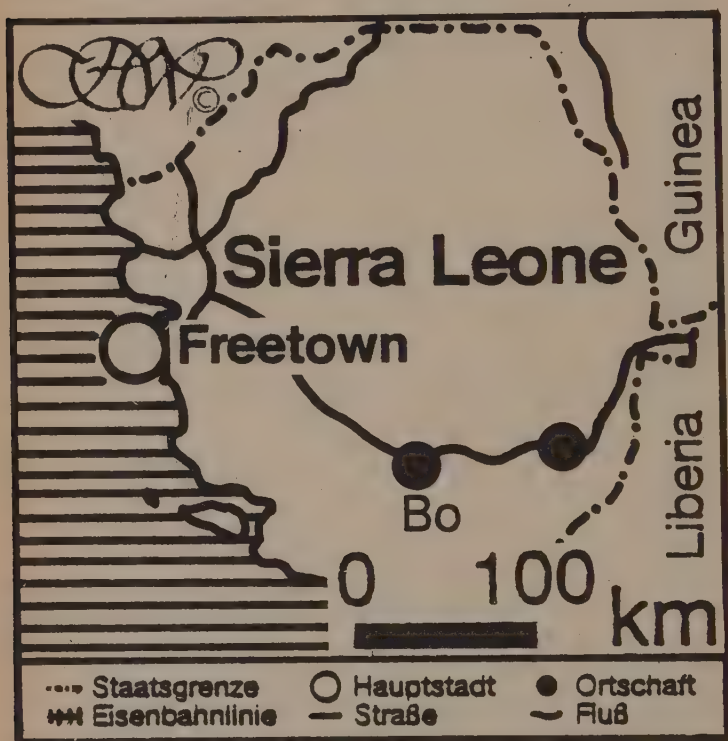 ©
Guinea
Sierra Leone
Freetown
Bo
Liberia
0 100 km
Staatsgrenze Hauptstadt Ortschaft
Eisenbahnlinie Straße Fluß